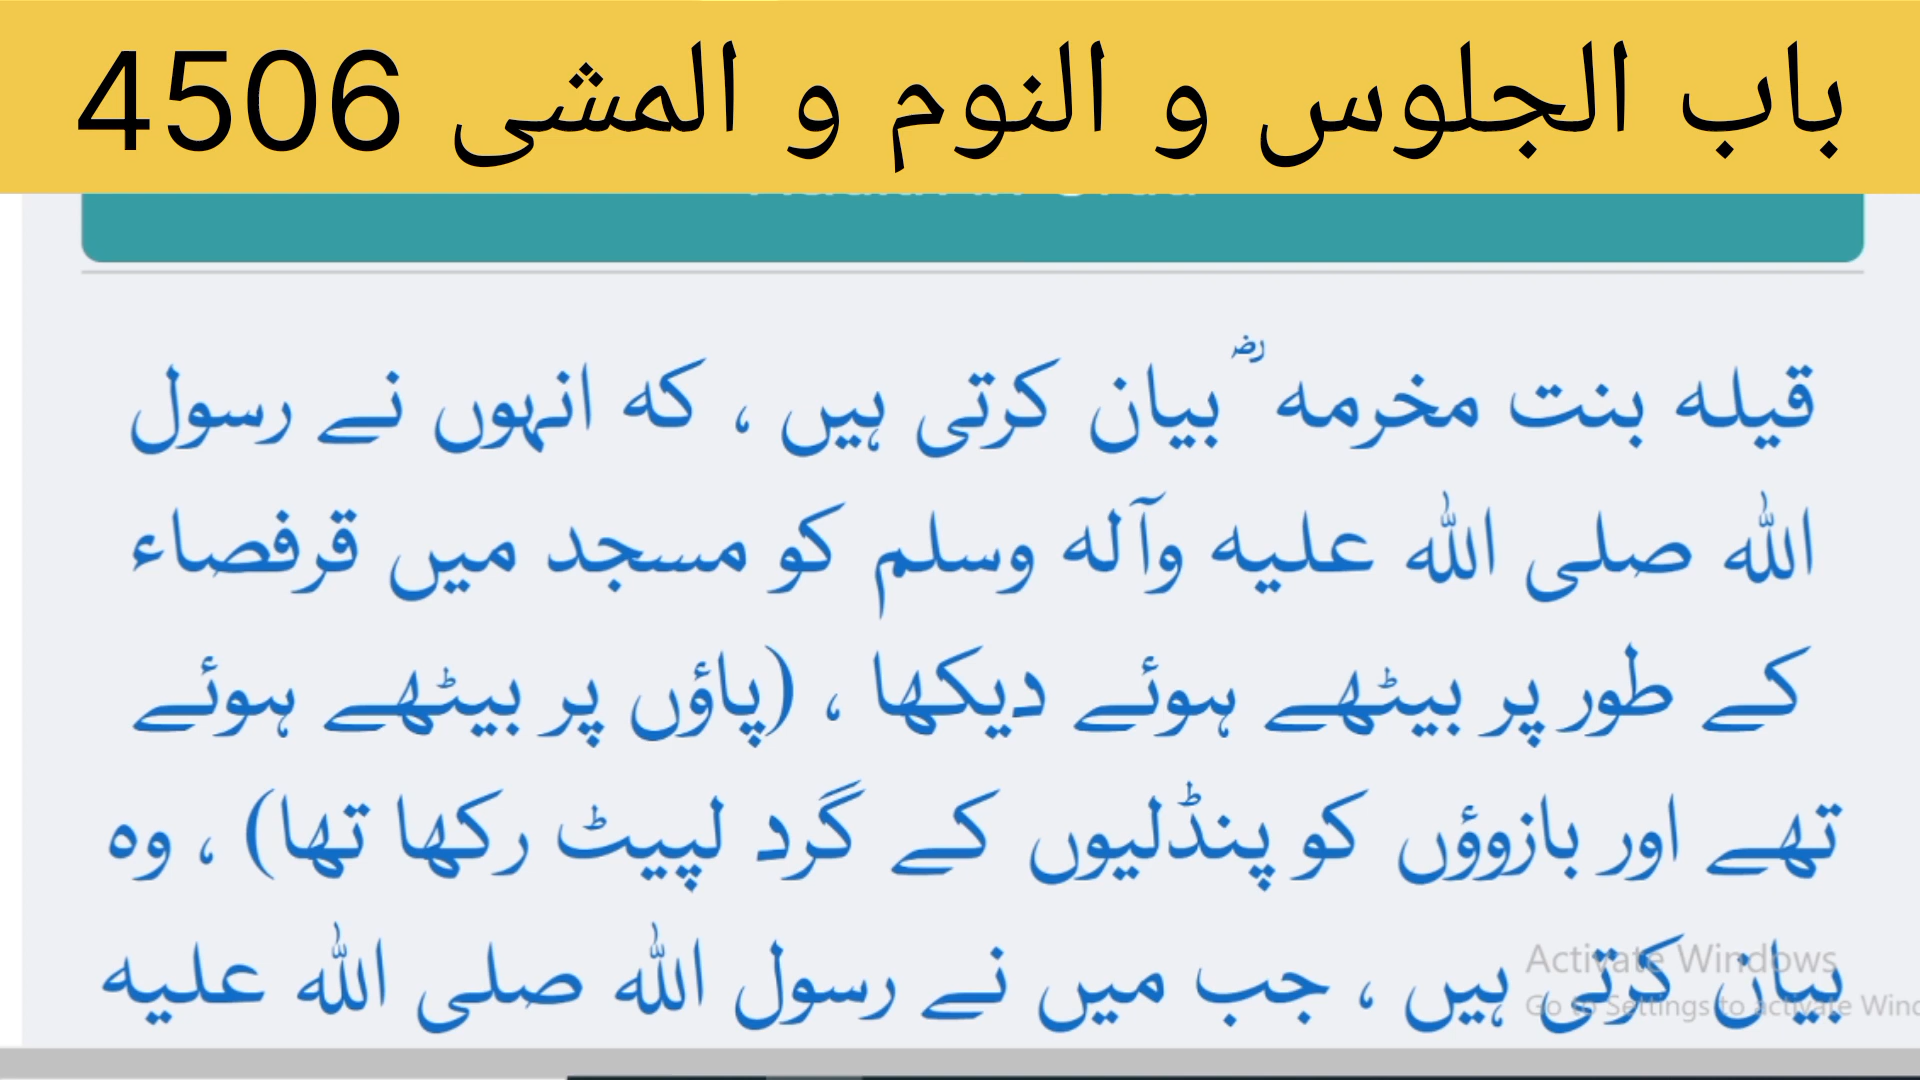 باب الجلوس و النوم و المشی 4506
قیلہ بنت مخرمہ ؓ بیان کرتی ہیں ، کہ انہوں نے رسول
اللہ صلی ‌اللہ ‌علیہ ‌وآلہ ‌وسلم کو مسجد میں قرفصاء
کے طور پر بیٹھے ہوئے دیکھا ، (پاؤں پر بیٹھے ہوئے
تھے اور بازوؤں کو پنڈلیوں کے گرد لپیٹ رکھا تھا) ، وہ
بیان کرتی ہیں ، جب میں نے رسول اللہ صلی ‌اللہ ‌علیہ
Activate Windows
Go to Settings to activate Wind